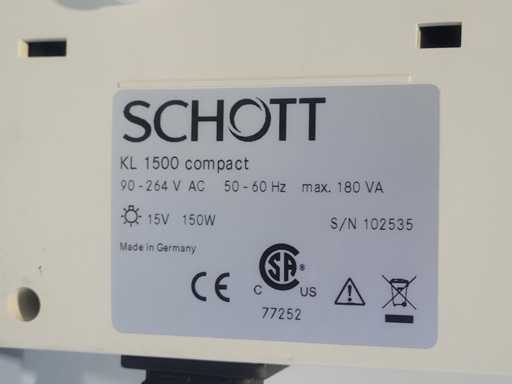 SCHOTT
KL 1500 compact
90 - 264 V AC 50 - 60 Hz max. 180 VA
15V 150W S/N 102535
Made in Germany
CE
SA ®
C US
77252